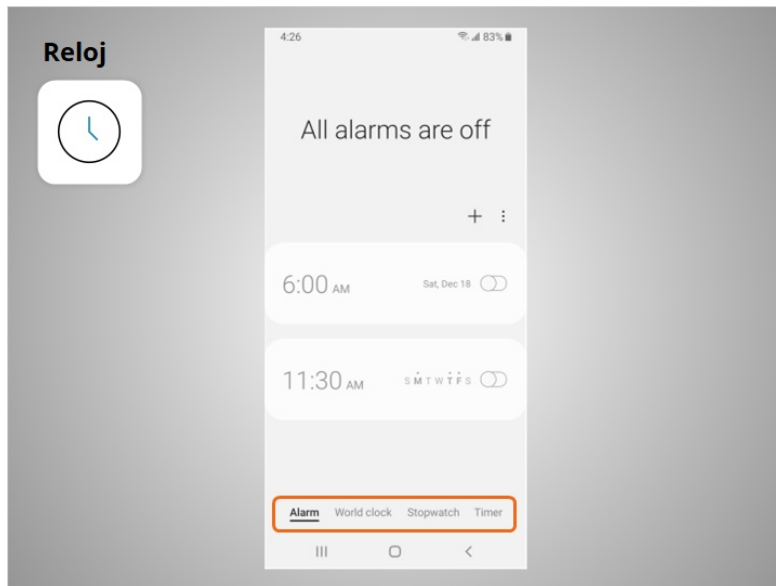 Reloj
4:26 83%
All alarms are off
6:00 AM Sat, Dec 18
11:30 AM S M T W T F S
Alarm World clock Stopwatch Timer